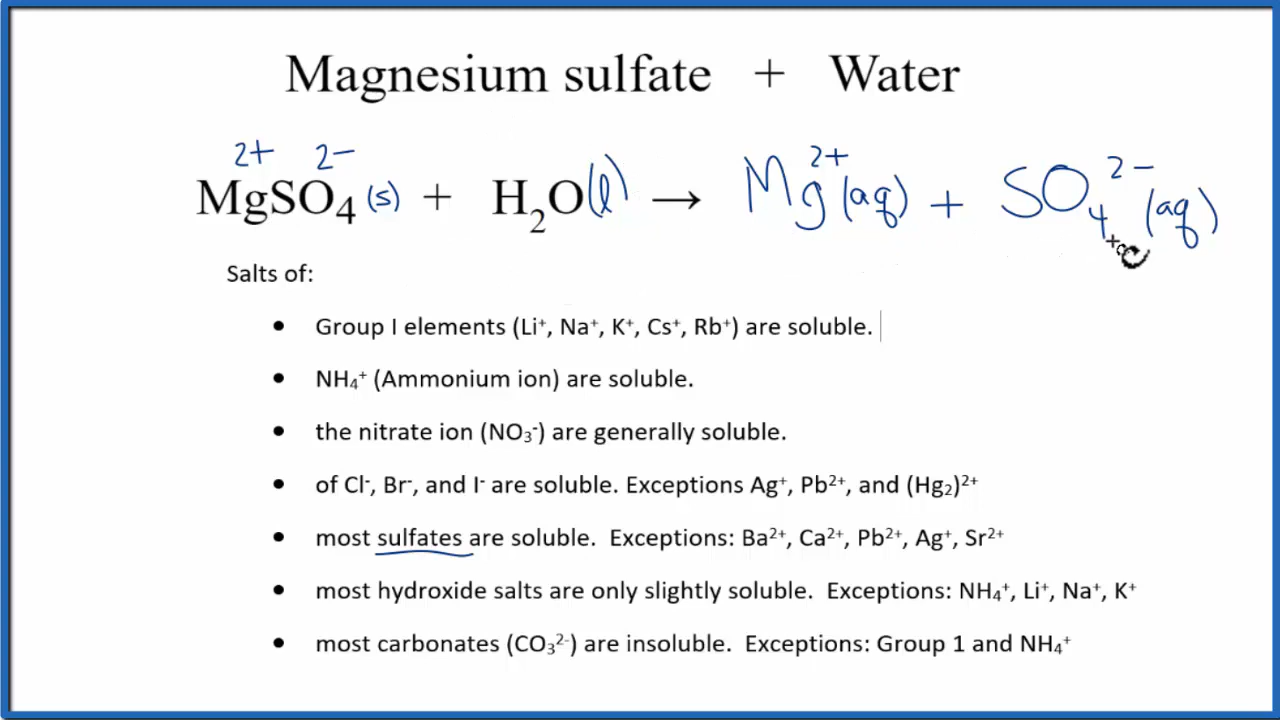 Magnesium sulfate + Water
2+ 2- 2+ 2-
MgSO₄ (s) + H₂O (l) → Mg²⁺ (aq) + SO₄²⁻ (aq)
Salts of:
• Group I elements (Li⁺, Na⁺, K⁺, Cs⁺, Rb⁺) are soluble.
• NH₄⁺ (Ammonium ion) are soluble.
• the nitrate ion (NO₃⁻) are generally soluble.
• of Cl⁻, Br⁻, and I⁻ are soluble. Exceptions Ag⁺, Pb²⁺, and (Hg₂)²⁺
• most sulfates are soluble. Exceptions: Ba²⁺, Ca²⁺, Pb²⁺, Ag⁺, Sr²⁺
• most hydroxide salts are only slightly soluble. Exceptions: NH₄⁺, Li⁺, Na⁺, K⁺
• most carbonates (CO₃²⁻) are insoluble. Exceptions: Group 1 and NH₄⁺